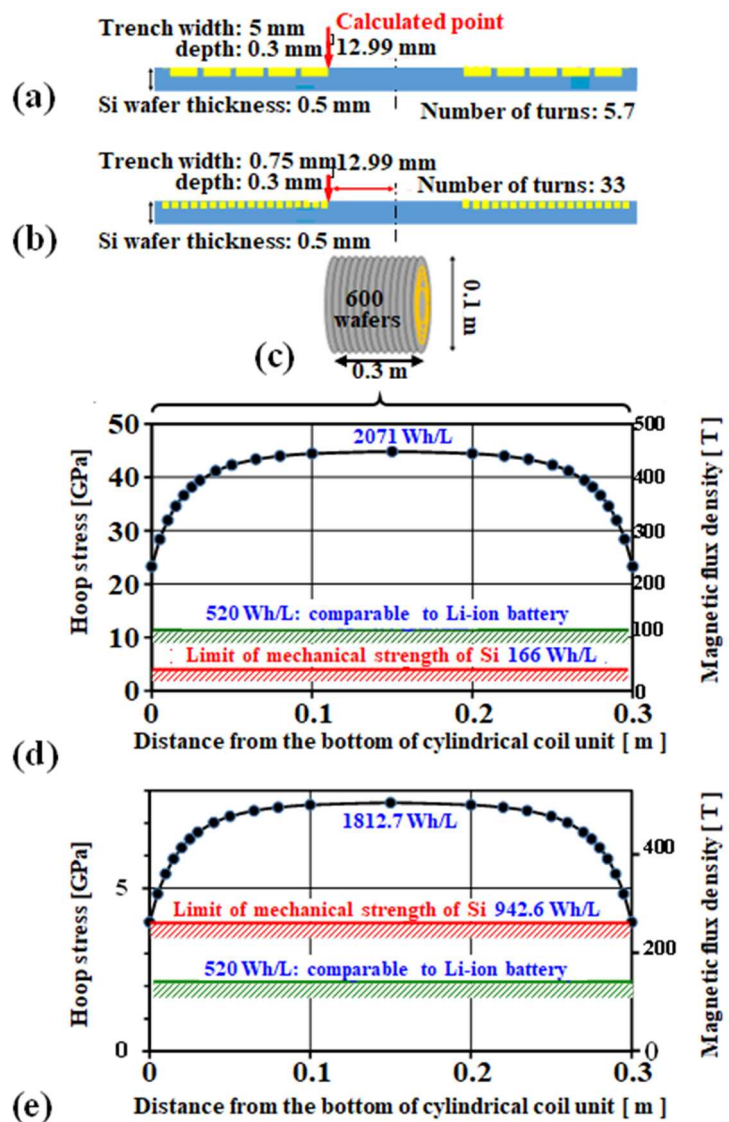 Trench width: 5 mm
depth: 0.3 mm
Calculated point
12.99 mm
(a)
Si wafer thickness: 0.5 mm
Number of turns: 5.7
Trench width: 0.75 mm
depth: 0.3 mm
12.99 mm
Number of turns: 33
(b)
Si wafer thickness: 0.5 mm
600
wafers
0.1 m
(c)
0.3 m
50
40
30
20
10
0
Hoop stress [GPa]
2071 Wh/L
520 Wh/L: comparable to Li-ion battery
Limit of mechanical strength of Si 166 Wh/L
500
400
300
200
100
0
Magnetic flux density [T]
0
0.1
0.2
0.3
Distance from the bottom of cylindrical coil unit [ m ]
(d)
5
0
Hoop stress [GPa]
1812.7 Wh/L
Limit of mechanical strength of Si 942.6 Wh/L
520 Wh/L: comparable to Li-ion battery
400
200
0
Magnetic flux density [T ]
0
0.1
0.2
0.3
Distance from the bottom of cylindrical coil unit [ m ]
(e)